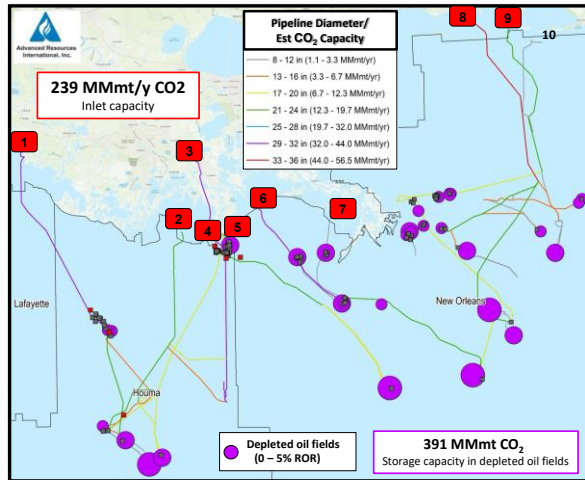 Advanced Resources
International, Inc.
239 MMmt/y CO2
Inlet capacity
Pipeline Diameter/
Est CO₂ Capacity
8 - 12 in (1.1 - 3.3 MMmt/yr)
13 - 16 in (3.3 - 6.7 MMmt/yr)
17 - 20 in (6.7 - 12.3 MMmt/yr)
21 - 24 in (12.3 - 19.7 MMmt/yr)
25 - 28 in (19.7 - 32.0 MMmt/yr)
29 - 32 in (32.0 - 44.0 MMmt/yr)
33 - 36 in (44.0 - 56.5 MMmt/yr)
8
9
10
1
3
2
4
5
6
7
Lafayette
New Orleans
Houma
Depleted oil fields
(0 – 5% ROR)
391 MMmt CO₂
Storage capacity in depleted oil fields